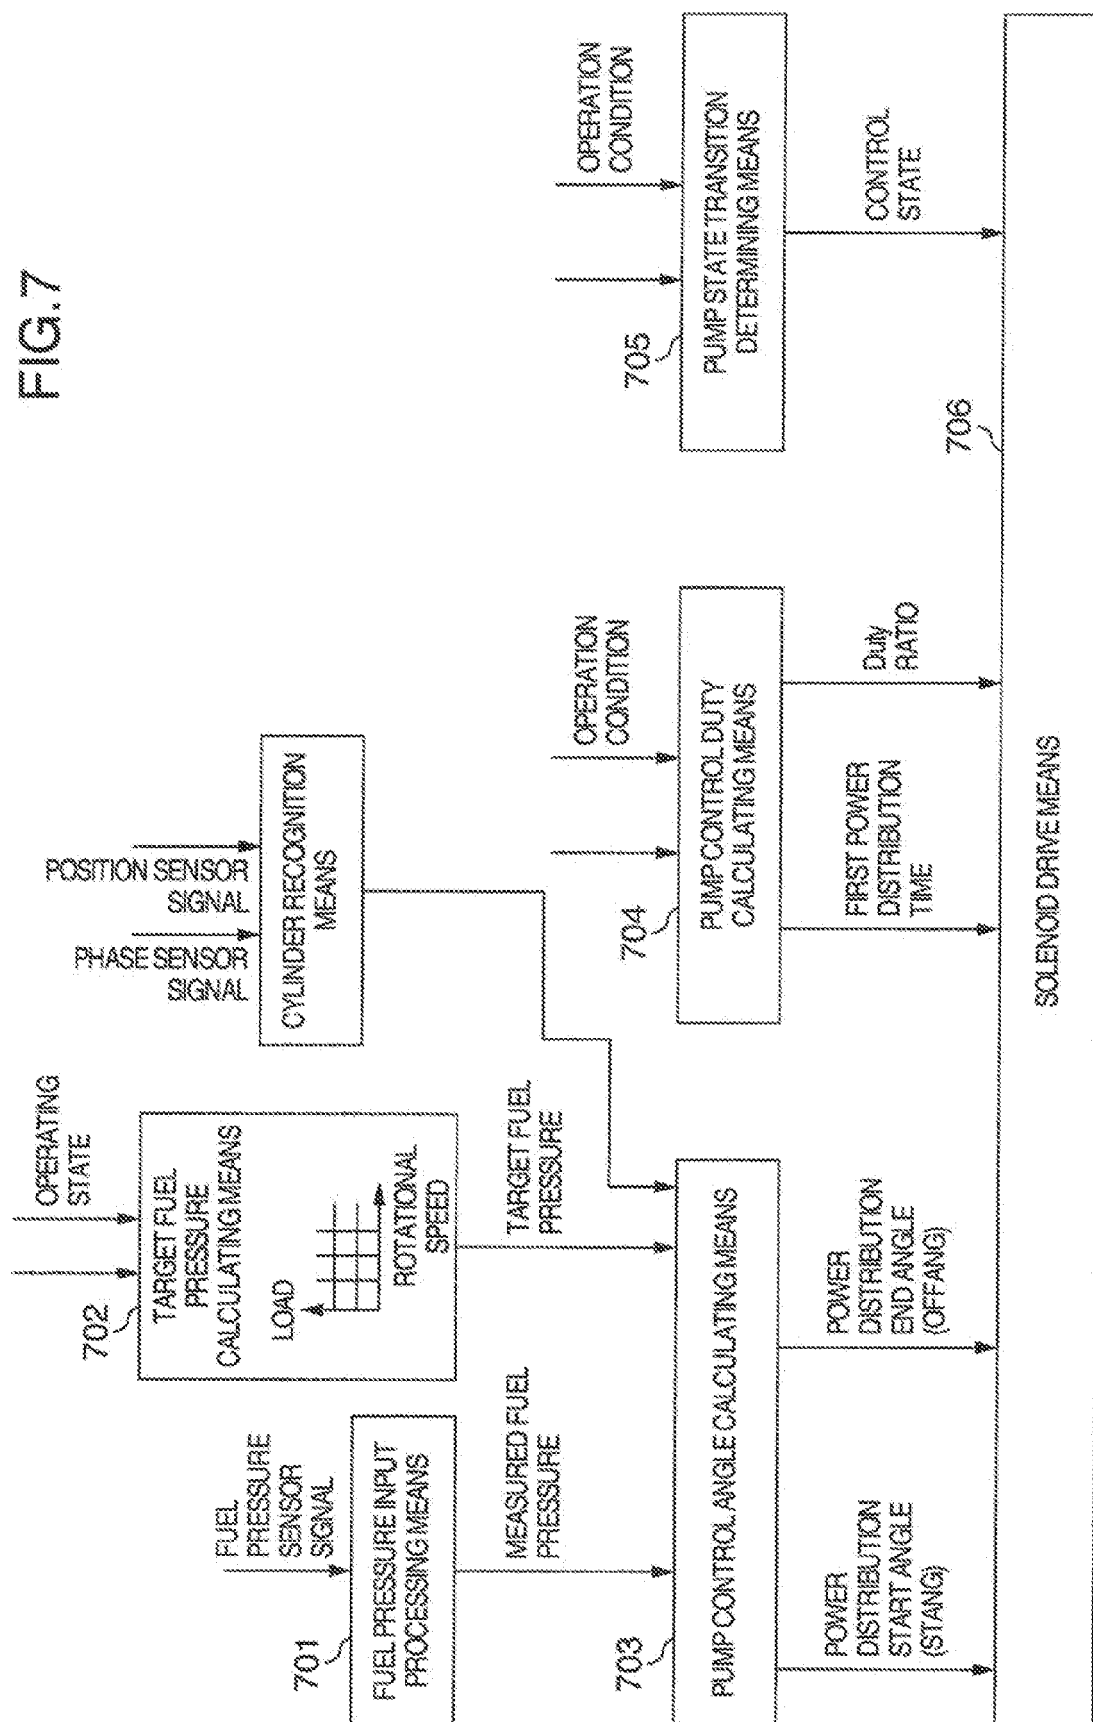 FIG.7
FUEL
PRESSURE
SENSOR
SIGNAL
701
FUEL PRESSURE INPUT
PROCESSING MEANS
MEASURED FUEL
PRESSURE
OPERATING
STATE
702
TARGET FUEL
PRESSURE
CALCULATING MEANS
LOAD
ROTATIONAL
SPEED
TARGET FUEL
PRESSURE
PHASE SENSOR
SIGNAL
POSITION SENSOR
SIGNAL
CYLINDER RECOGNITION
MEANS
703
PUMP CONTROL ANGLE CALCULATING MEANS
POWER
DISTRIBUTION
START ANGLE
(STANG)
POWER
DISTRIBUTION
END ANGLE
(OFFANG)
OPERATION
CONDITION
704
PUMP CONTROL DUTY
CALCULATING MEANS
FIRST POWER
DISTRIBUTION
TIME
Duty
RATIO
OPERATION
CONDITION
705
PUMP STATE TRANSITION
DETERMINING MEANS
CONTROL
STATE
706
SOLENOID DRIVE MEANS